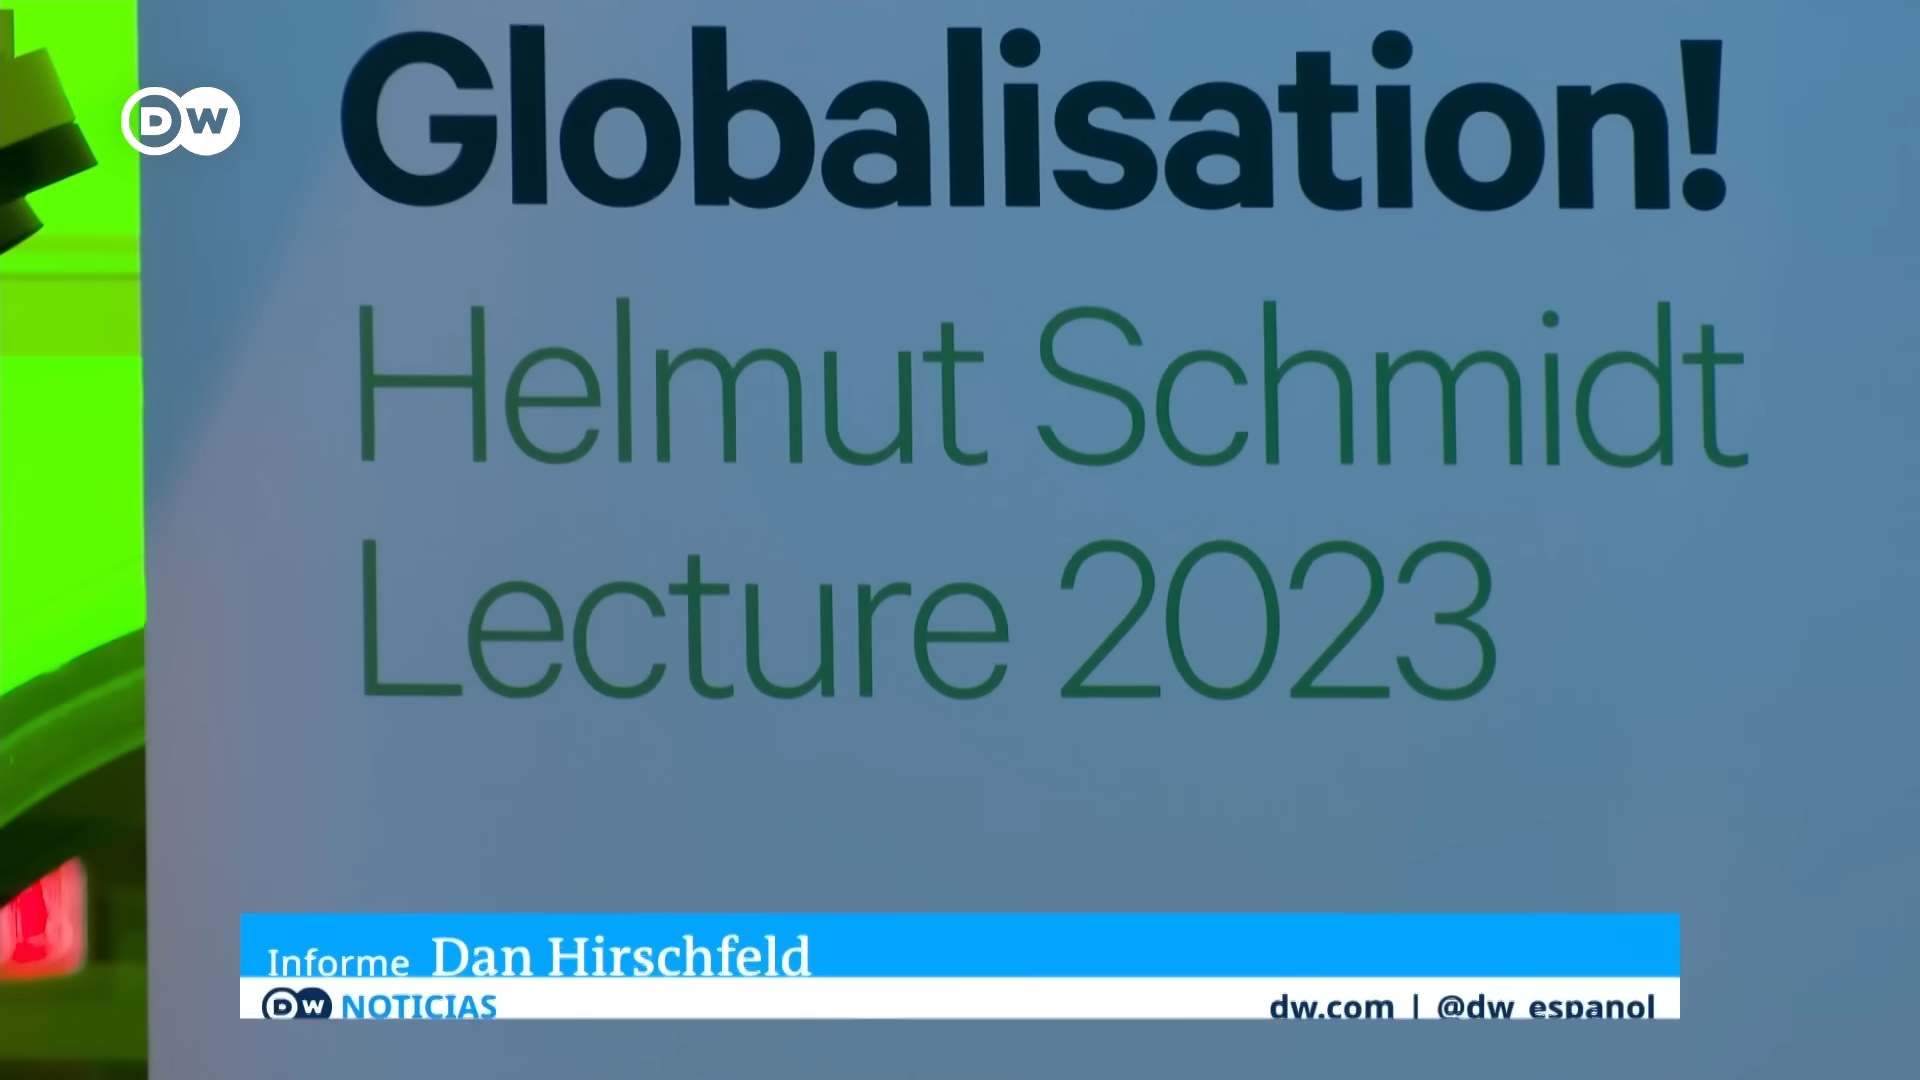 DW
Globalisation!
Helmut Schmidt
Lecture 2023
Informe Dan Hirschfeld
DW NOTICIAS
dw.com | @dw_espanol